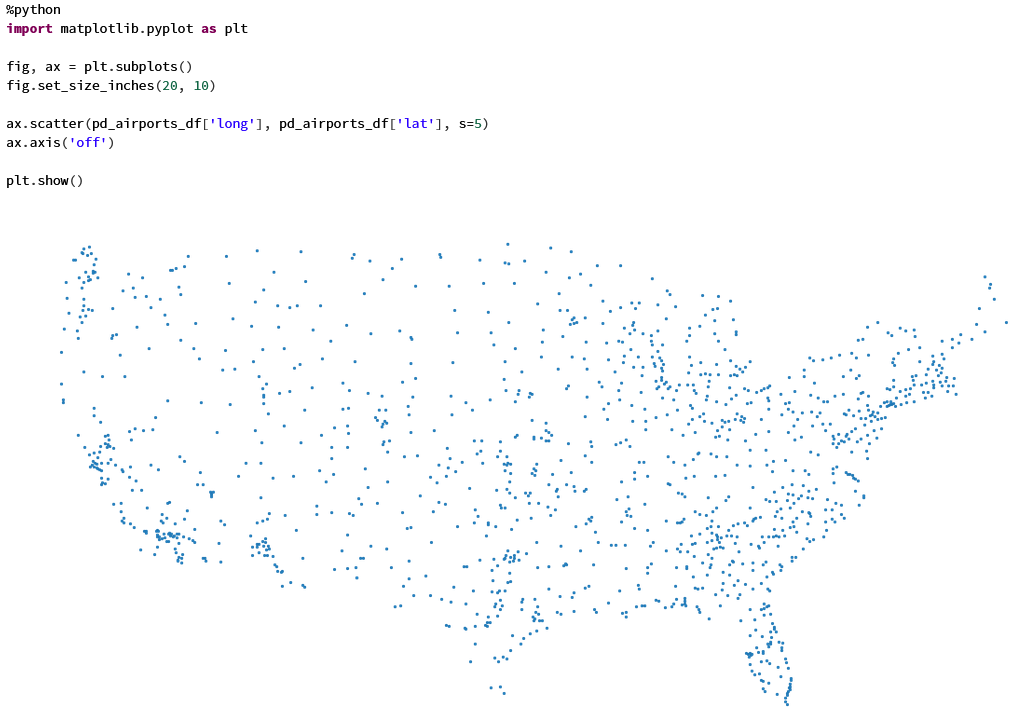 %python
import matplotlib.pyplot as plt
fig, ax = plt.subplots()
fig.set_size_inches(20, 10)
ax.scatter(pd_airports_df['long'], pd_airports_df['lat'], s=5)
ax.axis('off')
plt.show()